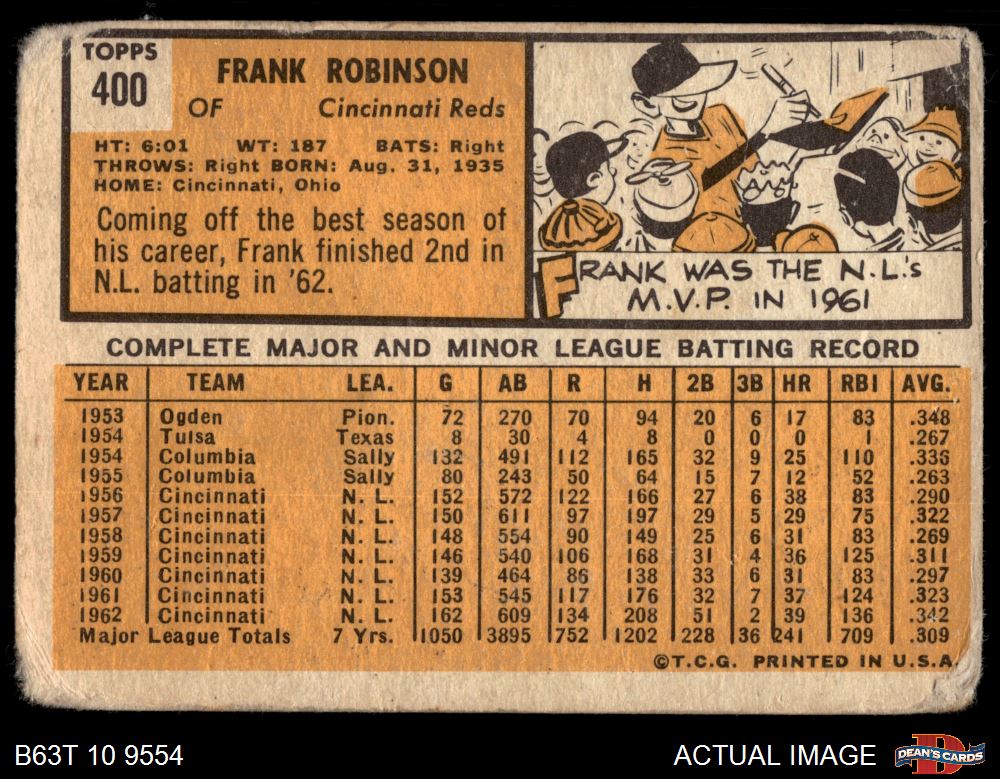 TOPPS
400
FRANK ROBINSON
OF Cincinnati Reds
HT: 6:01 WT: 187 BATS: Right
THROWS: Right BORN: Aug. 31, 1935
HOME: Cincinnati, Ohio
Coming off the best season of
his career, Frank finished 2nd in
N.L. batting in '62.
FRANK WAS THE N.L.'s
M.V.P. IN 1961
COMPLETE MAJOR AND MINOR LEAGUE BATTING RECORD
YEAR TEAM LEA. G AB R H 2B 3B HR RBI AVG.
1953 Ogden Pion. 72 270 70 94 20 6 17 83 .348
1954 Tulsa Texas 8 30 4 8 0 0 0 1 .267
1954 Columbia Sally 132 491 112 165 32 9 25 110 .336
1955 Columbia Sally 80 243 50 64 15 7 12 52 .263
1956 Cincinnati N. L. 152 572 122 166 27 6 38 83 .290
1957 Cincinnati N. L. 150 611 97 197 29 5 29 75 .322
1958 Cincinnati N. L. 148 554 90 149 25 6 31 83 .269
1959 Cincinnati N. L. 146 540 106 168 31 4 36 125 .311
1960 Cincinnati N. L. 139 464 86 138 33 6 31 83 .297
1961 Cincinnati N. L. 153 545 117 176 32 7 37 124 .323
1962 Cincinnati N. L. 162 609 134 208 51 2 39 136 .342
Major League Totals 7 Yrs. 1050 3895 752 1202 228 36 241 709 .309
©T.C.G. PRINTED IN U.S.A.
B63T 10 9554
ACTUAL IMAGE
DEAN'S CARDS